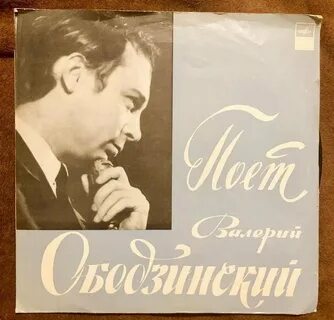 Поет
Валерий
Ободзинский